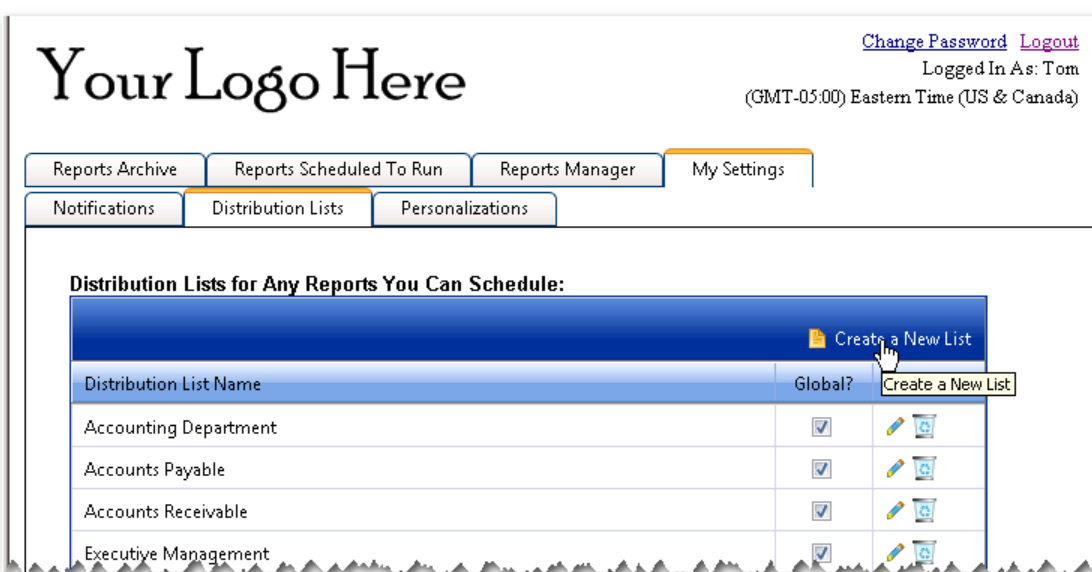 Your Logo Here
Change Password Logout
Logged In As: Tom
(GMT-05:00) Eastern Time (US & Canada)
Reports Archive Reports Scheduled To Run Reports Manager My Settings
Notifications Distribution Lists Personalizations
Distribution Lists for Any Reports You Can Schedule:
Create a New List
Distribution List Name Global?
Create a New List
Accounting Department
Accounts Payable
Accounts Receivable
Executive Management